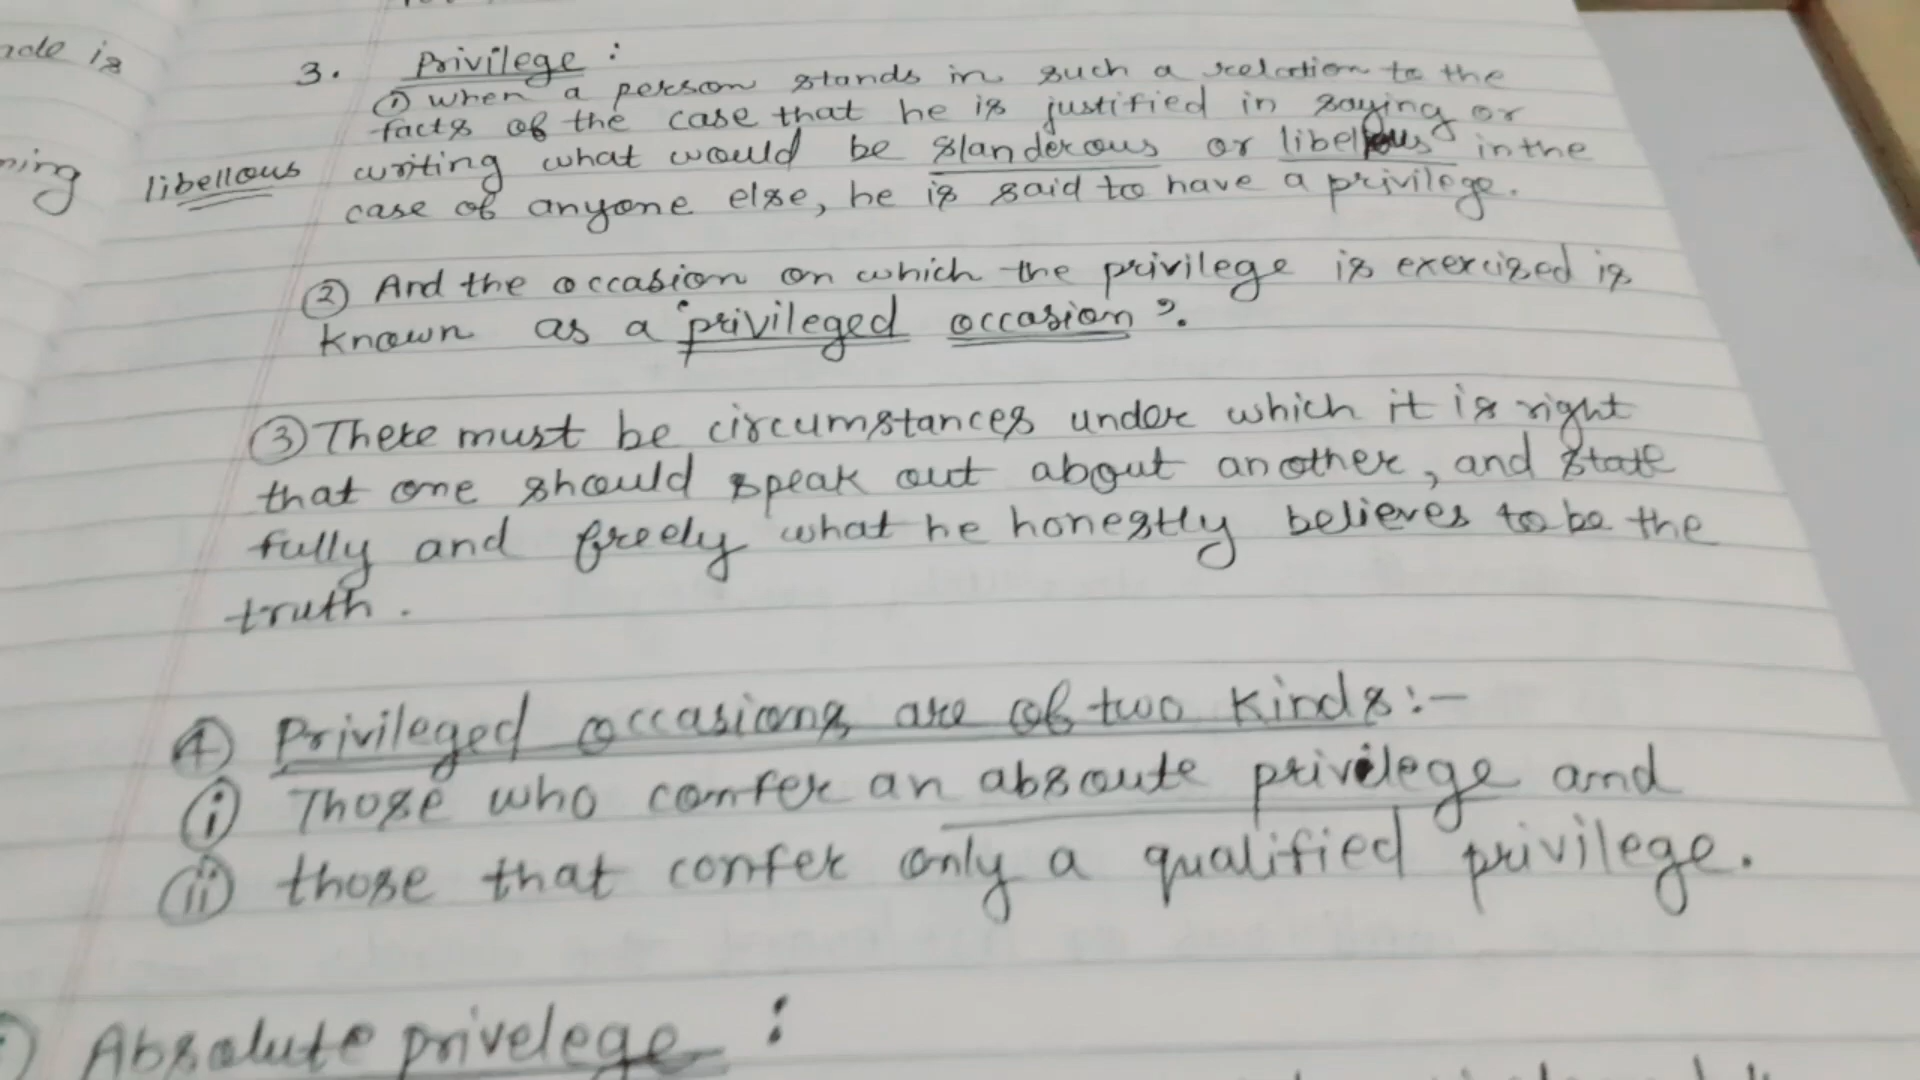 3. Privilege :
① when a person stands in such a relation to the
facts of the case that he is justified in saying or
libellous writing what would be slanderous or libellous in the
case of anyone else, he is said to have a privilege.
② And the occasion on which the privilege is exercised is
known as a 'privileged occasion'.
③ There must be circumstances under which it is right
that one should speak out about another, and state
fully and freely what he honestly believes to be the
truth.
④ Privileged occasions are of two kinds:-
ⓘ Those who confer an absoute privilege and
ⓘⓘ those that confer only a qualified privilege.
Absolute privelege :